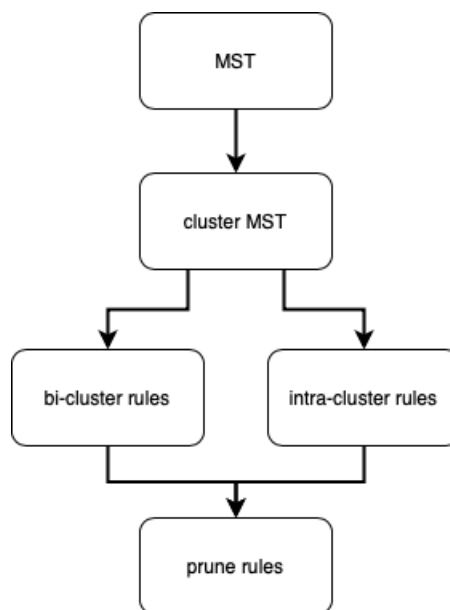 MST
cluster MST
bi-cluster rules
intra-cluster rules
prune rules